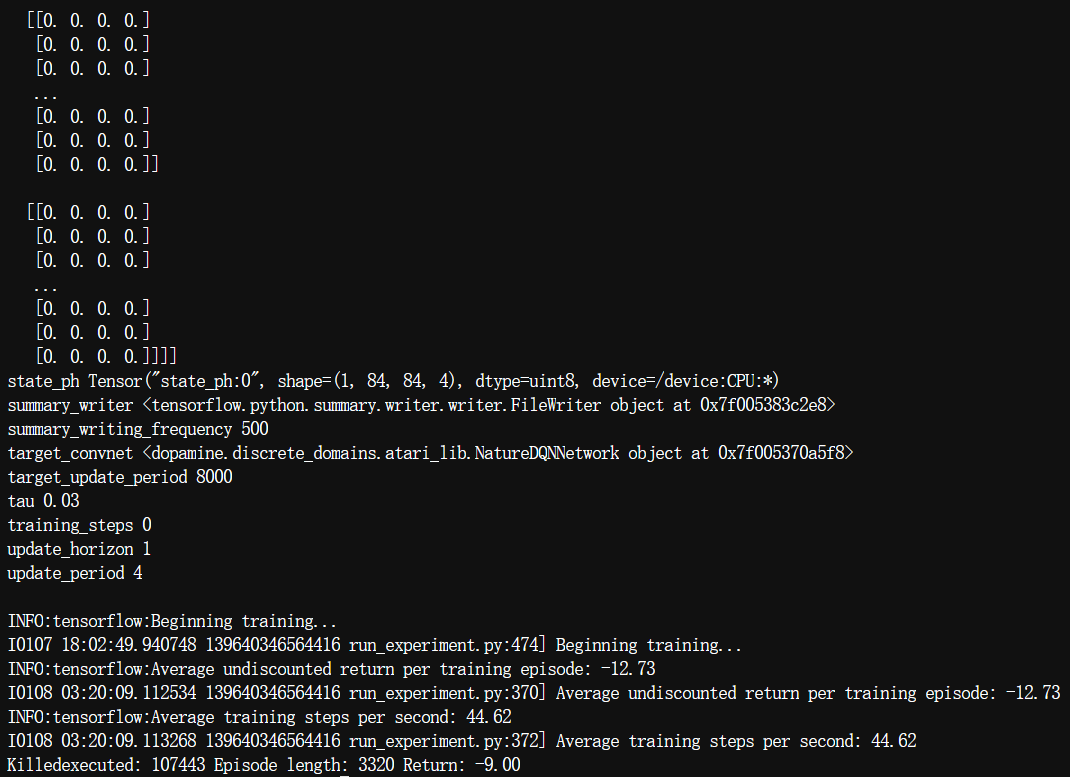 [[0. 0. 0. 0.]
[0. 0. 0. 0.]
[0. 0. 0. 0.]
...
[0. 0. 0. 0.]
[0. 0. 0. 0.]
[0. 0. 0. 0.]]
[[0. 0. 0. 0.]
[0. 0. 0. 0.]
[0. 0. 0. 0.]
...
[0. 0. 0. 0.]
[0. 0. 0. 0.]
[0. 0. 0. 0.]]]]
state_ph Tensor("state_ph:0", shape=(1, 84, 84, 4), dtype=uint8, device=/device:CPU:*)
summary_writer <tensorflow.python.summary.writer.writer.FileWriter object at 0x7f005383c2e8>
summary_writing_frequency 500
target_convnet <dopamine.discrete_domains.atari_lib.NatureDQNNetwork object at 0x7f005370a5f8>
target_update_period 8000
tau 0.03
training_steps 0
update_horizon 1
update_period 4
INFO:tensorflow:Beginning training...
I0107 18:02:49.940748 139640346564416 run_experiment.py:474] Beginning training...
INFO:tensorflow:Average undiscounted return per training episode: -12.73
I0108 03:20:09.112534 139640346564416 run_experiment.py:370] Average undiscounted return per training episode: -12.73
INFO:tensorflow:Average training steps per second: 44.62
I0108 03:20:09.113268 139640346564416 run_experiment.py:372] Average training steps per second: 44.62
Killedexecuted: 107443 Episode length: 3320 Return: -9.00